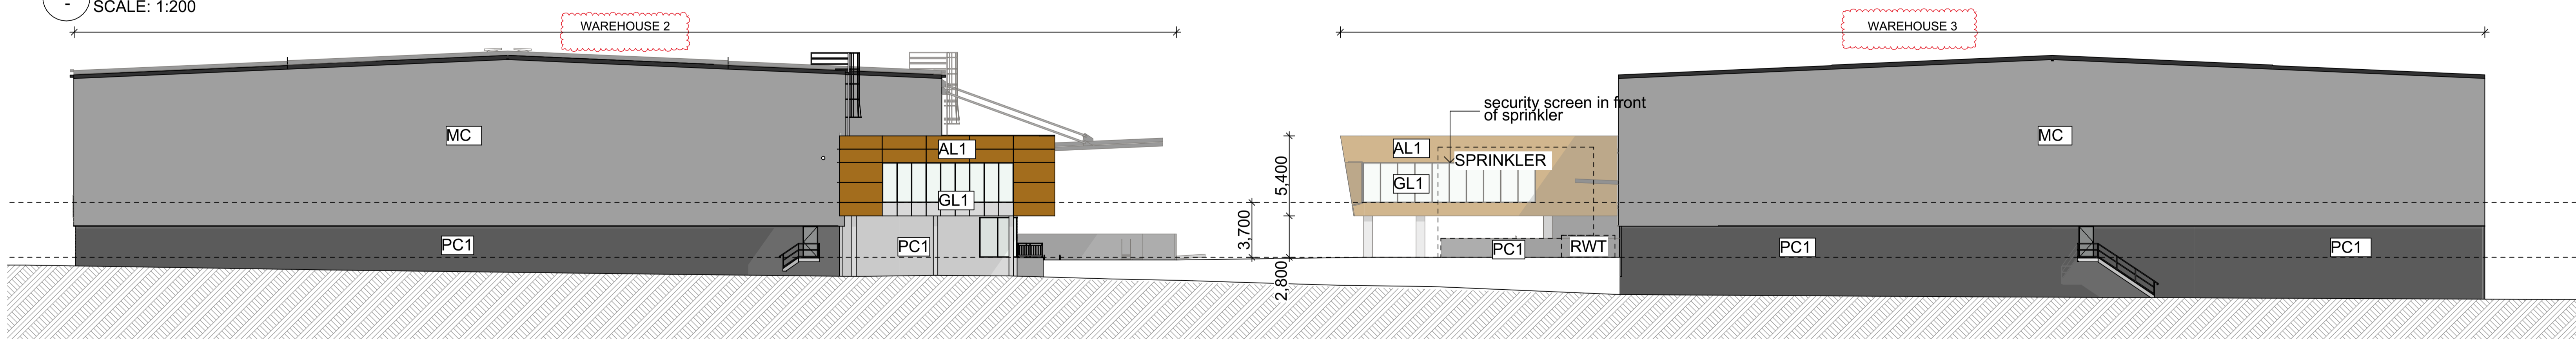 -
SCALE: 1:200
WAREHOUSE 2
WAREHOUSE 3
security screen in front
of sprinkler
MC
MC
AL1
AL1
SPRINKLER
5,400
GL1
GL1
3,700
PC1
PC1
PC1
RWT
PC1
PC1
2,800